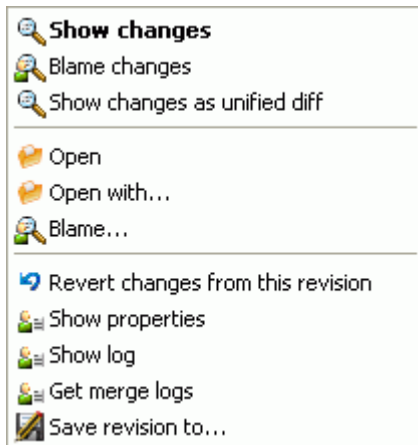 Show changes
Blame changes
Show changes as unified diff
Open
Open with...
Blame...
Revert changes from this revision
Show properties
Show log
Get merge logs
Save revision to...